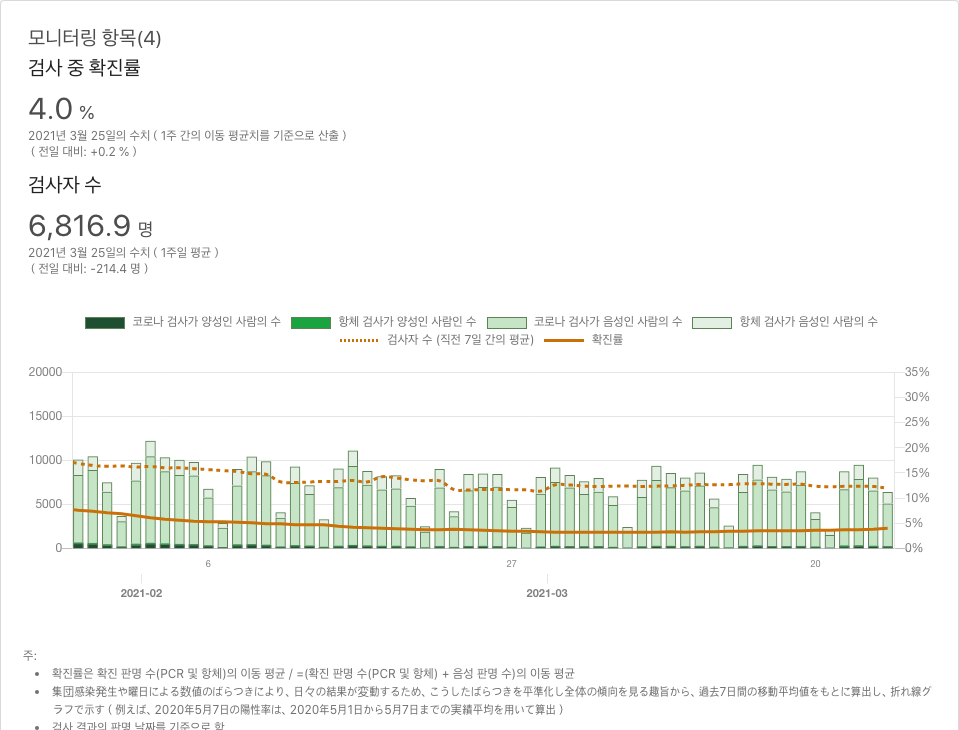 모니터링 항목(4)
검사 중 확진률
4.0 %
2021년 3월 25일의 수치 ( 1주 간의 이동 평균치를 기준으로 산출 )
( 전일 대비: +0.2 % )
검사자 수
6,816.9 명
2021년 3월 25일의 수치 ( 1주일 평균 )
( 전일 대비: -214.4 명 )
코로나 검사가 양성인 사람의 수 항체 검사가 양성인 사람인 수 코로나 검사가 음성인 사람의 수 항체 검사가 음성인 사람의 수
검사자 수 (직전 7일 간의 평균) 확진률
20000 35%
30%
15000 25%
20%
10000 15%
5000 10%
5%
0 0%
6 27 20
2021-02 2021-03
주:
• 확진률은 확진 판명 수(PCR 및 항체)의 이동 평균 / =(확진 판명 수(PCR 및 항체) + 음성 판명 수)의 이동 평균
• 集団感染発生や曜日による数値のばらつきにより、日々の結果が変動するため、こうしたばらつきを平準化し全体の傾向を見る趣旨から、過去7日間の移動平均値をもとに算出し、折れ線グ
ラフで示す ( 例えば、2020年5月7日の陽性率は、2020年5月1日から5月7日までの実績平均を用いて算出 )
• 검사 결과의 판명 날짜를 기준으로 함